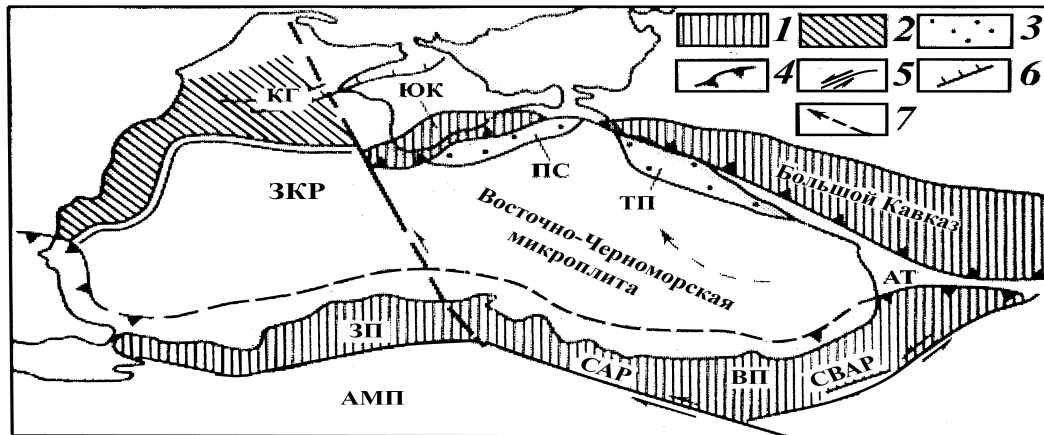 1 2 3
4 5 6
7
КГ
ЮК
ПС
ЗКР
ТП
Большой Кавказ
Восточно-Черноморская
микроплита
АТ
ЗП
САР
ВП
СВАР
АМП